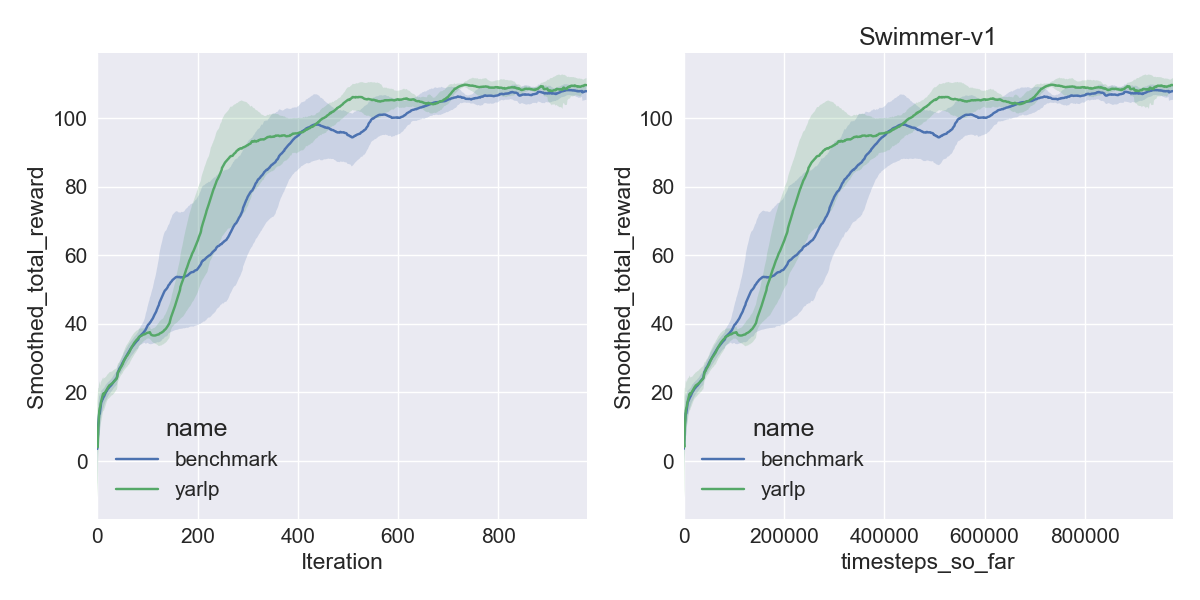 Smoothed_total_reward
100
80
60
40
20
0
name
benchmark
yarlp
0 200 400 600 800
Iteration
Swimmer-v1
Smoothed_total_reward
100
80
60
40
20
0
name
benchmark
yarlp
0 200000 400000 600000 800000
timesteps_so_far